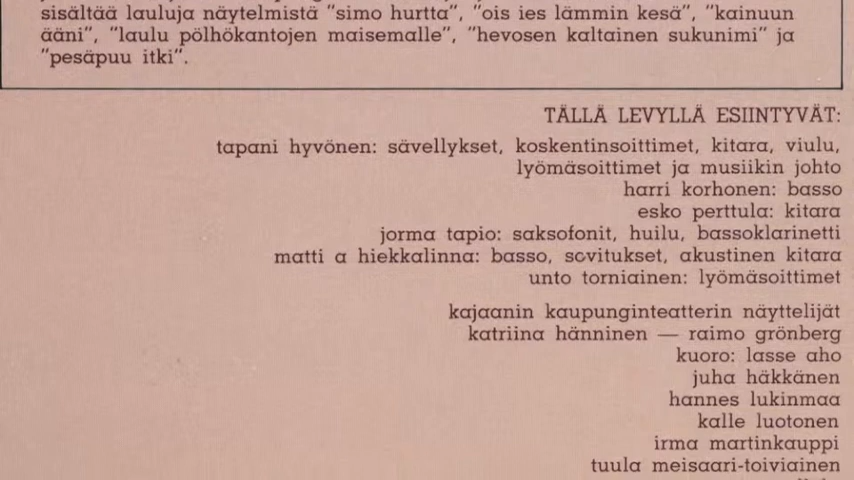 sisältää lauluja näytelmistä "simo hurtta", "ois ies lämmin kesä", "kainuun
ääni", "laulu pölhökantojen maisemalle", "hevosen kaltainen sukunimi" ja
"pesäpuu itki".
TÄLLÄ LEVYLLÄ ESIINTYVÄT:
tapani hyvönen: sävellykset, koskentinsoittimet, kitara, viulu,
lyömäsoittimet ja musiikin johto
harri korhonen: basso
esko perttula: kitara
jorma tapio: saksofonit, huilu, bassoklarinetti
matti a hiekkalinna: basso, sovitukset, akustinen kitara
unto torniainen: lyömäsoittimet
kajaanin kaupunginteatterin näyttelijät
katriina hänninen — raimo grönberg
kuoro: lasse aho
juha häkkänen
hannes lukinmaa
kalle luotonen
irma martinkauppi
tuula meisaari-toiviainen